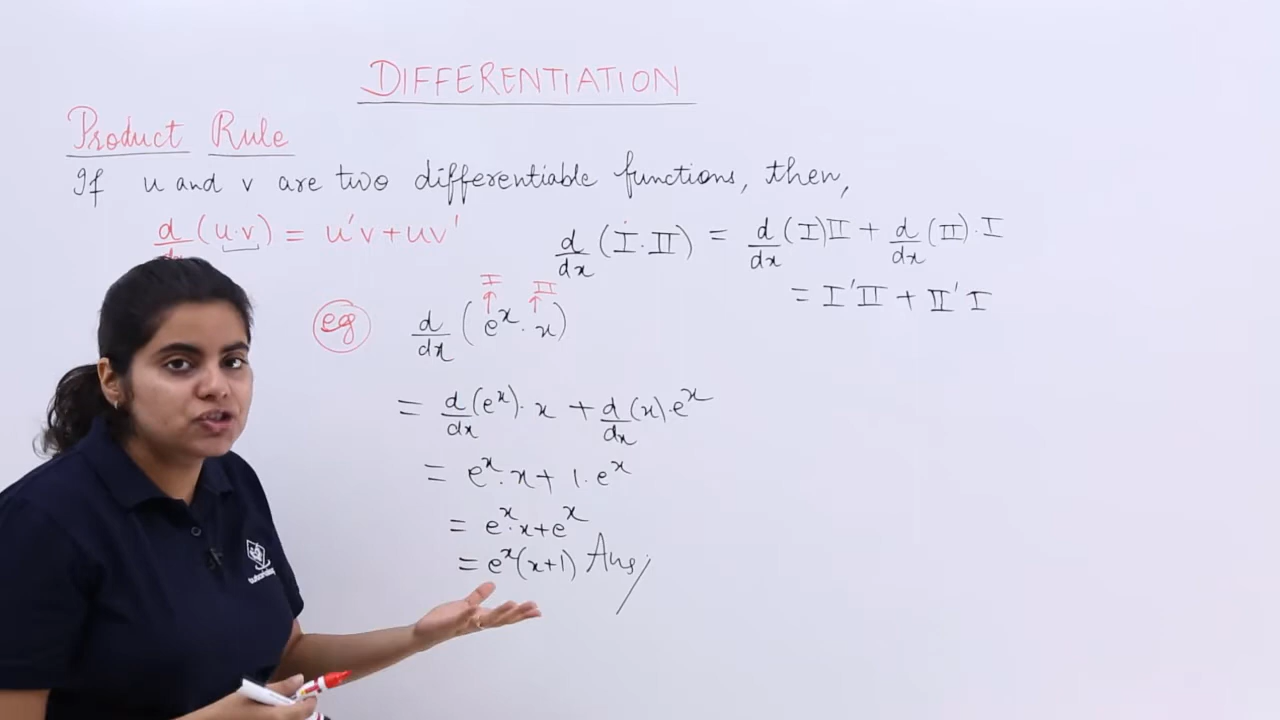 DIFFERENTIATION
Product Rule
If u and v are two differentiable functions, then,
d/dx (u·v) = u'v + uv'
d/dx (I·II) = d/dx (I) II + d/dx (II)·I
= I'II + II'I
I II
eg d/dx (e^x · x)
= d/dx (e^x)·x + d/dx (x)·e^x
= e^x·x + 1·e^x
= e^x·x + e^x
= e^x(x+1) Ans